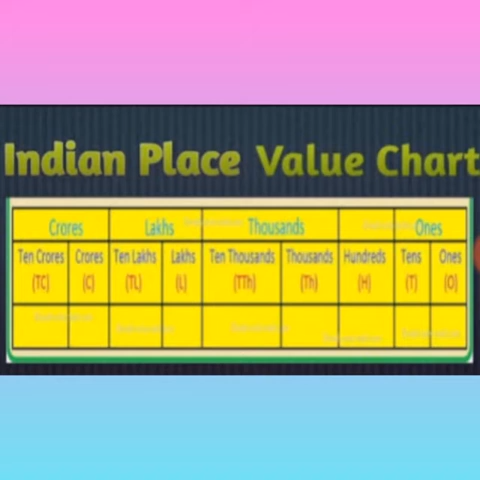 Indian Place Value Chart
Crores Lakhs Thousands Ones
Ten Crores Crores Ten Lakhs Lakhs Ten Thousands Thousands Hundreds Tens Ones
(TC) (C) (TL) (L) (TTh) (Th) (H) (T) (O)